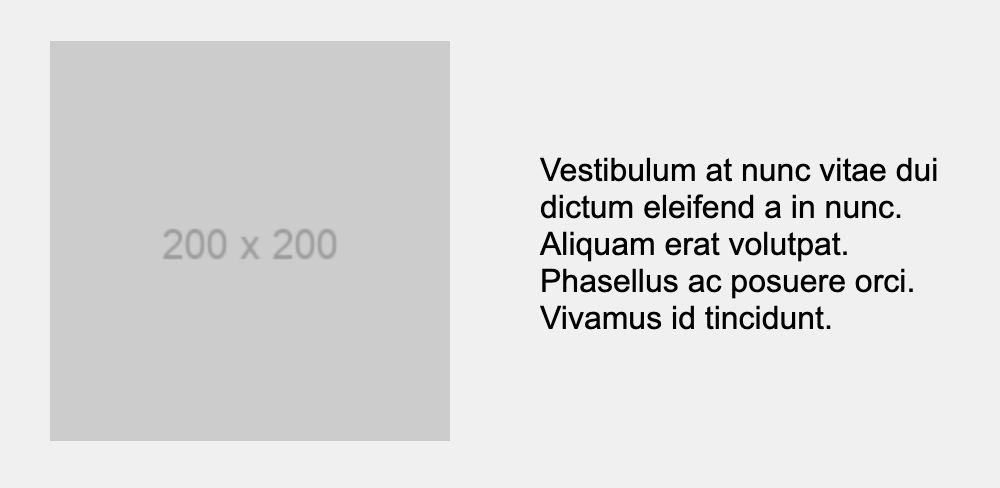 200 x 200
Vestibulum at nunc vitae dui
dictum eleifend a in nunc.
Aliquam erat volutpat.
Phasellus ac posuere orci.
Vivamus id tincidunt.